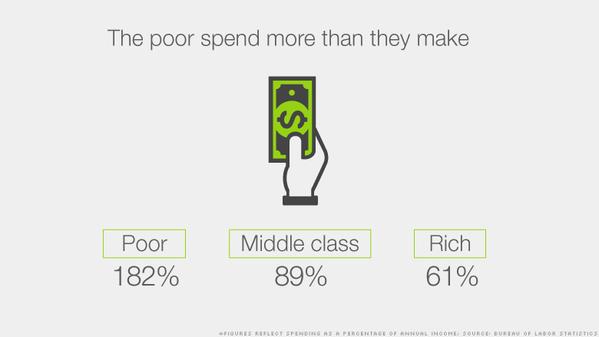 The poor spend more than they make
$
Poor Middle class Rich
182% 89% 61%
*FIGURES REFLECT SPENDING AS A PERCENTAGE OF ANNUAL INCOME; SOURCE: BUREAU OF LABOR STATISTICS